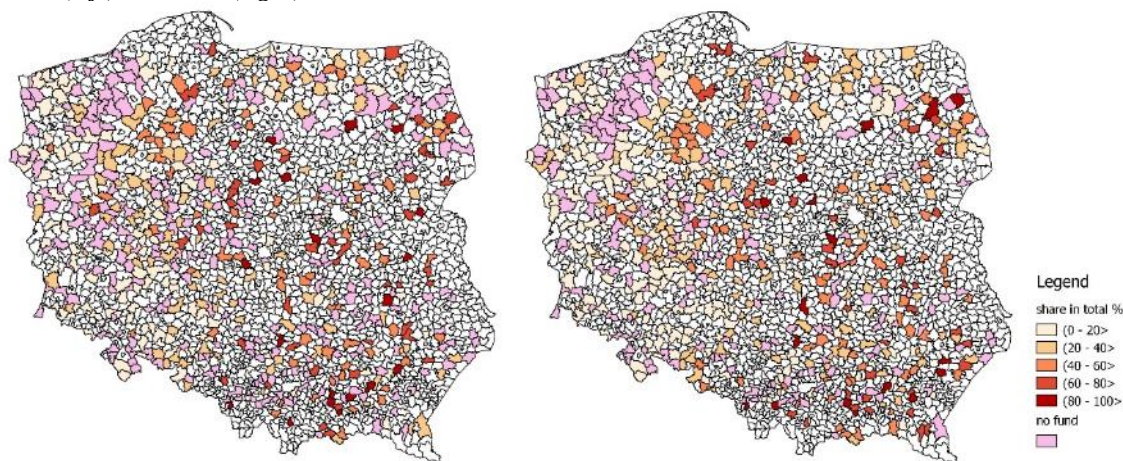 Legend
share in total %
(0 - 20>
(20 - 40>
(40 - 60>
(60 - 80>
(80 - 100>
no fund